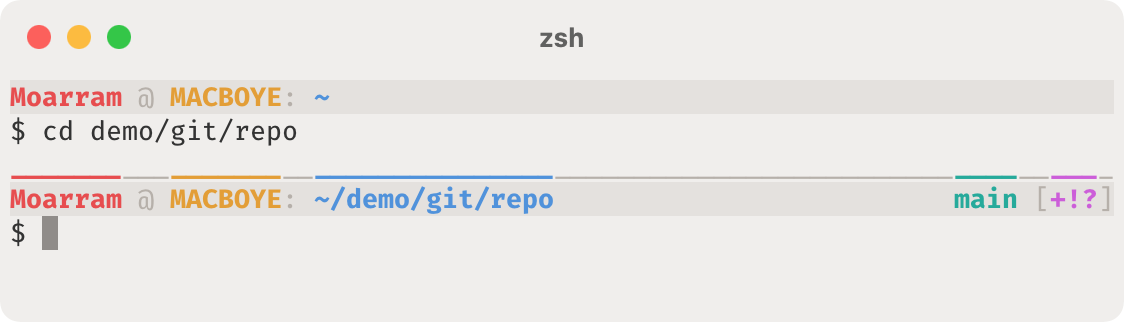 zsh
Moarram @ MACBOYE: ~
$ cd demo/git/repo
Moarram @ MACBOYE: ~/demo/git/repo main [+!?]
$